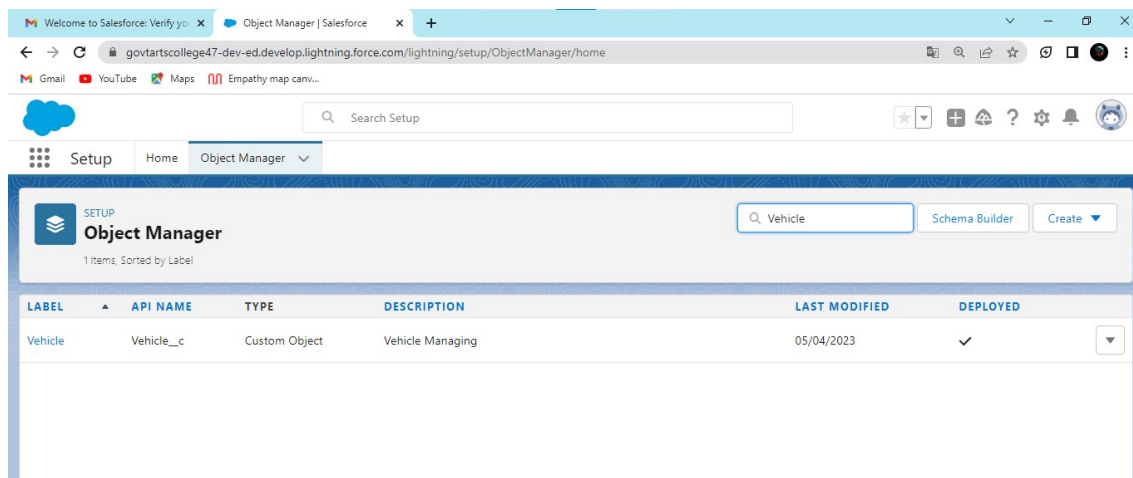 Welcome to Salesforce: Verify yo
Object Manager | Salesforce
govtartscollege47-dev-ed.develop.lightning.force.com/lightning/setup/ObjectManager/home
Gmail YouTube Maps Empathy map canv...
Search Setup
Setup Home Object Manager
SETUP
Object Manager
1 Items, Sorted by Label
Vehicle
Schema Builder
Create
LABEL API NAME TYPE DESCRIPTION LAST MODIFIED DEPLOYED
Vehicle Vehicle__c Custom Object Vehicle Managing 05/04/2023